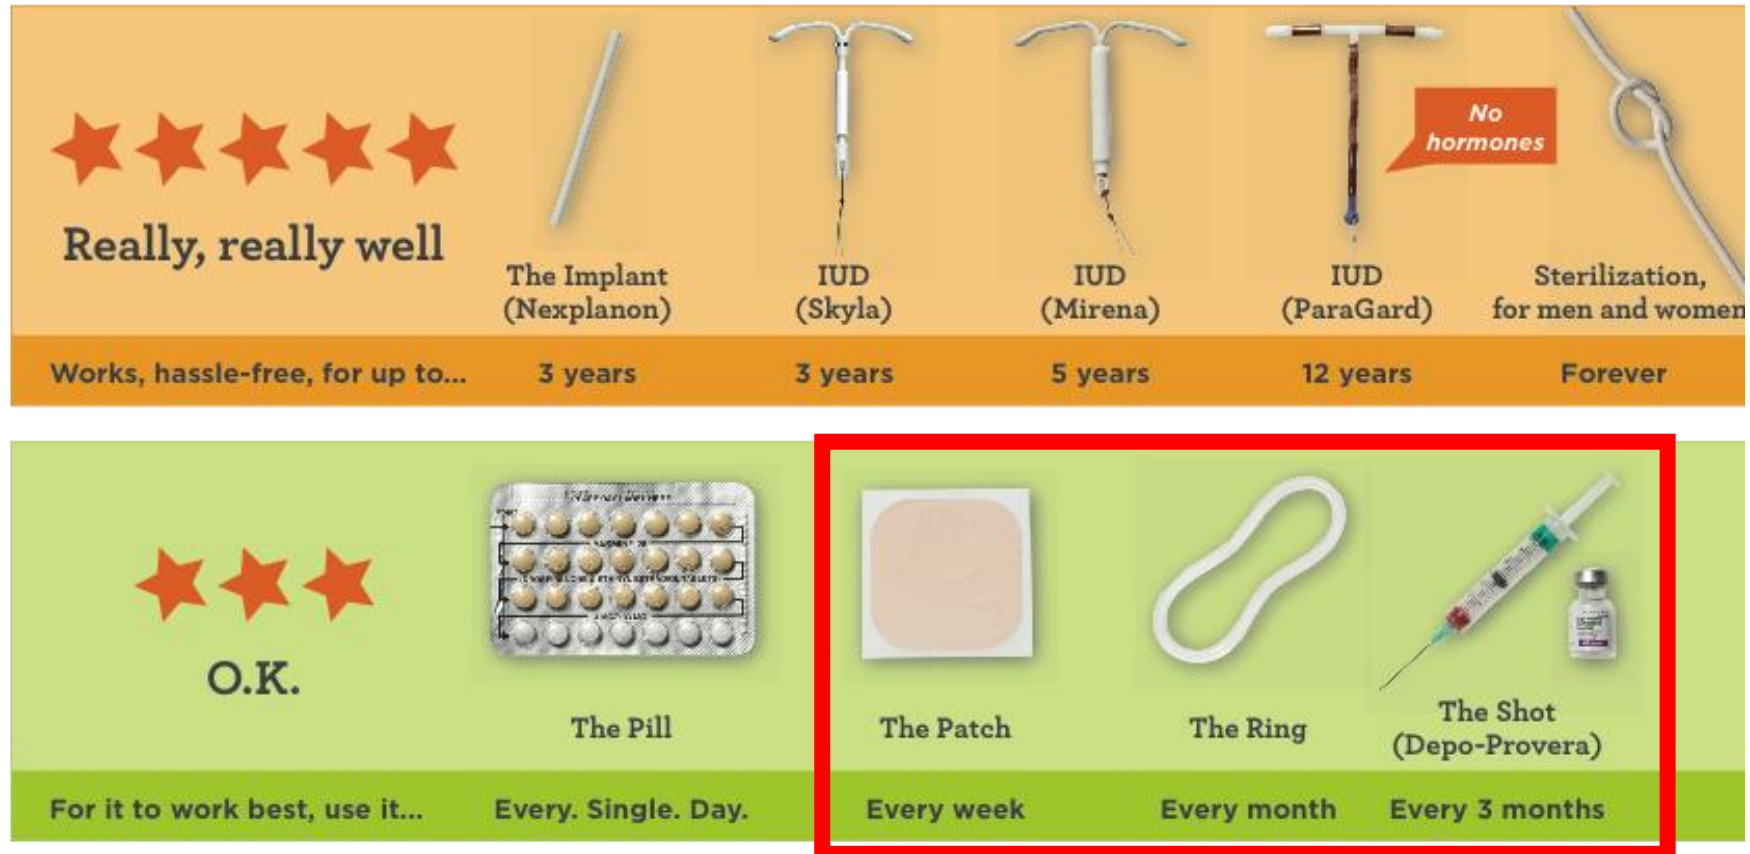 No
hormones
Really, really well
The Implant
(Nexplanon)
IUD
(Skyla)
IUD
(Mirena)
IUD
(ParaGard)
Sterilization,
for men and women
Works, hassle-free, for up to...
3 years
3 years
5 years
12 years
Forever
O.K.
The Pill
The Patch
The Ring
The Shot
(Depo-Provera)
For it to work best, use it...
Every. Single. Day.
Every week
Every month
Every 3 months